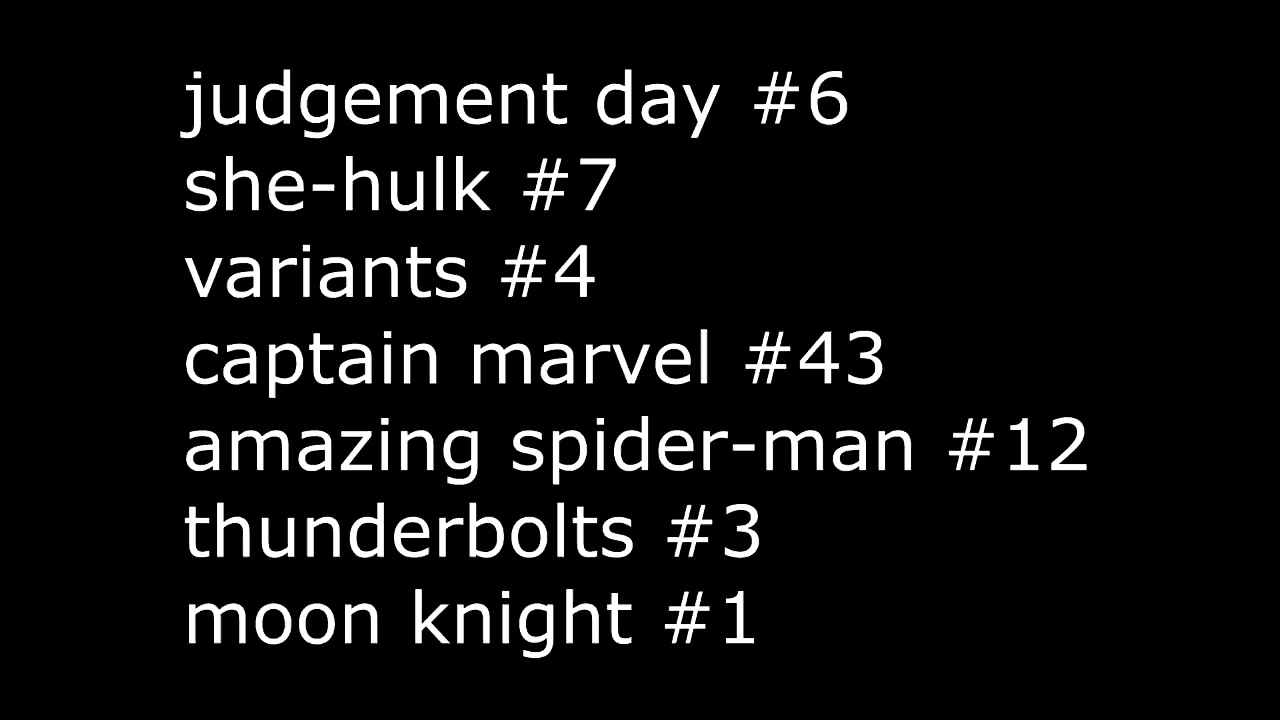 judgement day #6
she-hulk #7
variants #4
captain marvel #43
amazing spider-man #12
thunderbolts #3
moon knight #1